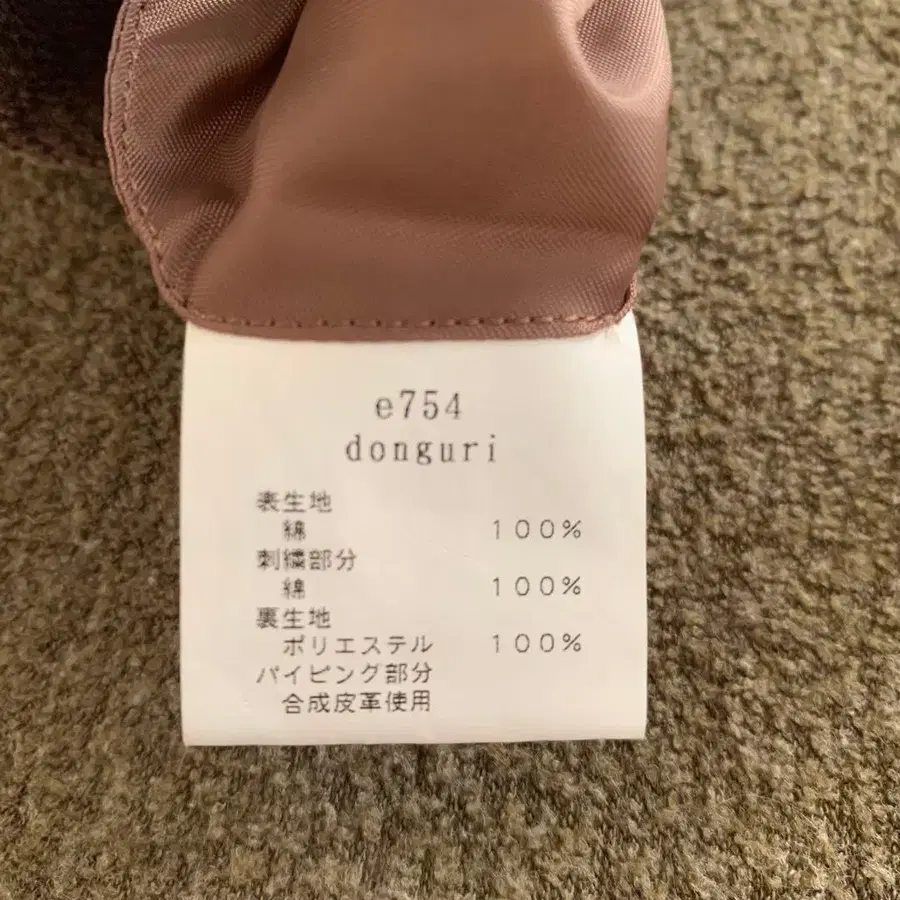 e754
donguri
表生地
綿 100%
刺繍部分
綿 100%
裏生地
ポリエステル 100%
パイピング部分
合成皮革使用